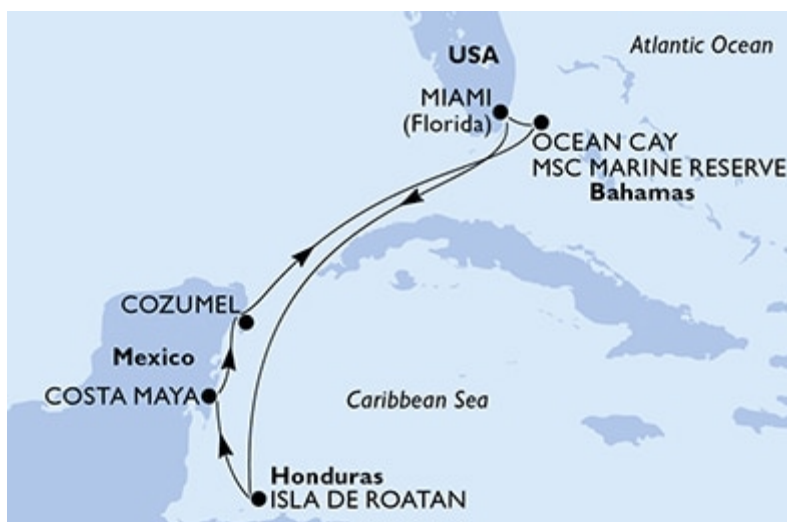 USA
Atlantic Ocean
MIAMI
(Florida)
OCEAN CAY
MSC MARINE RESERVE
Bahamas
COZUMEL
Mexico
COSTA MAYA
Caribbean Sea
Honduras
ISLA DE ROATAN